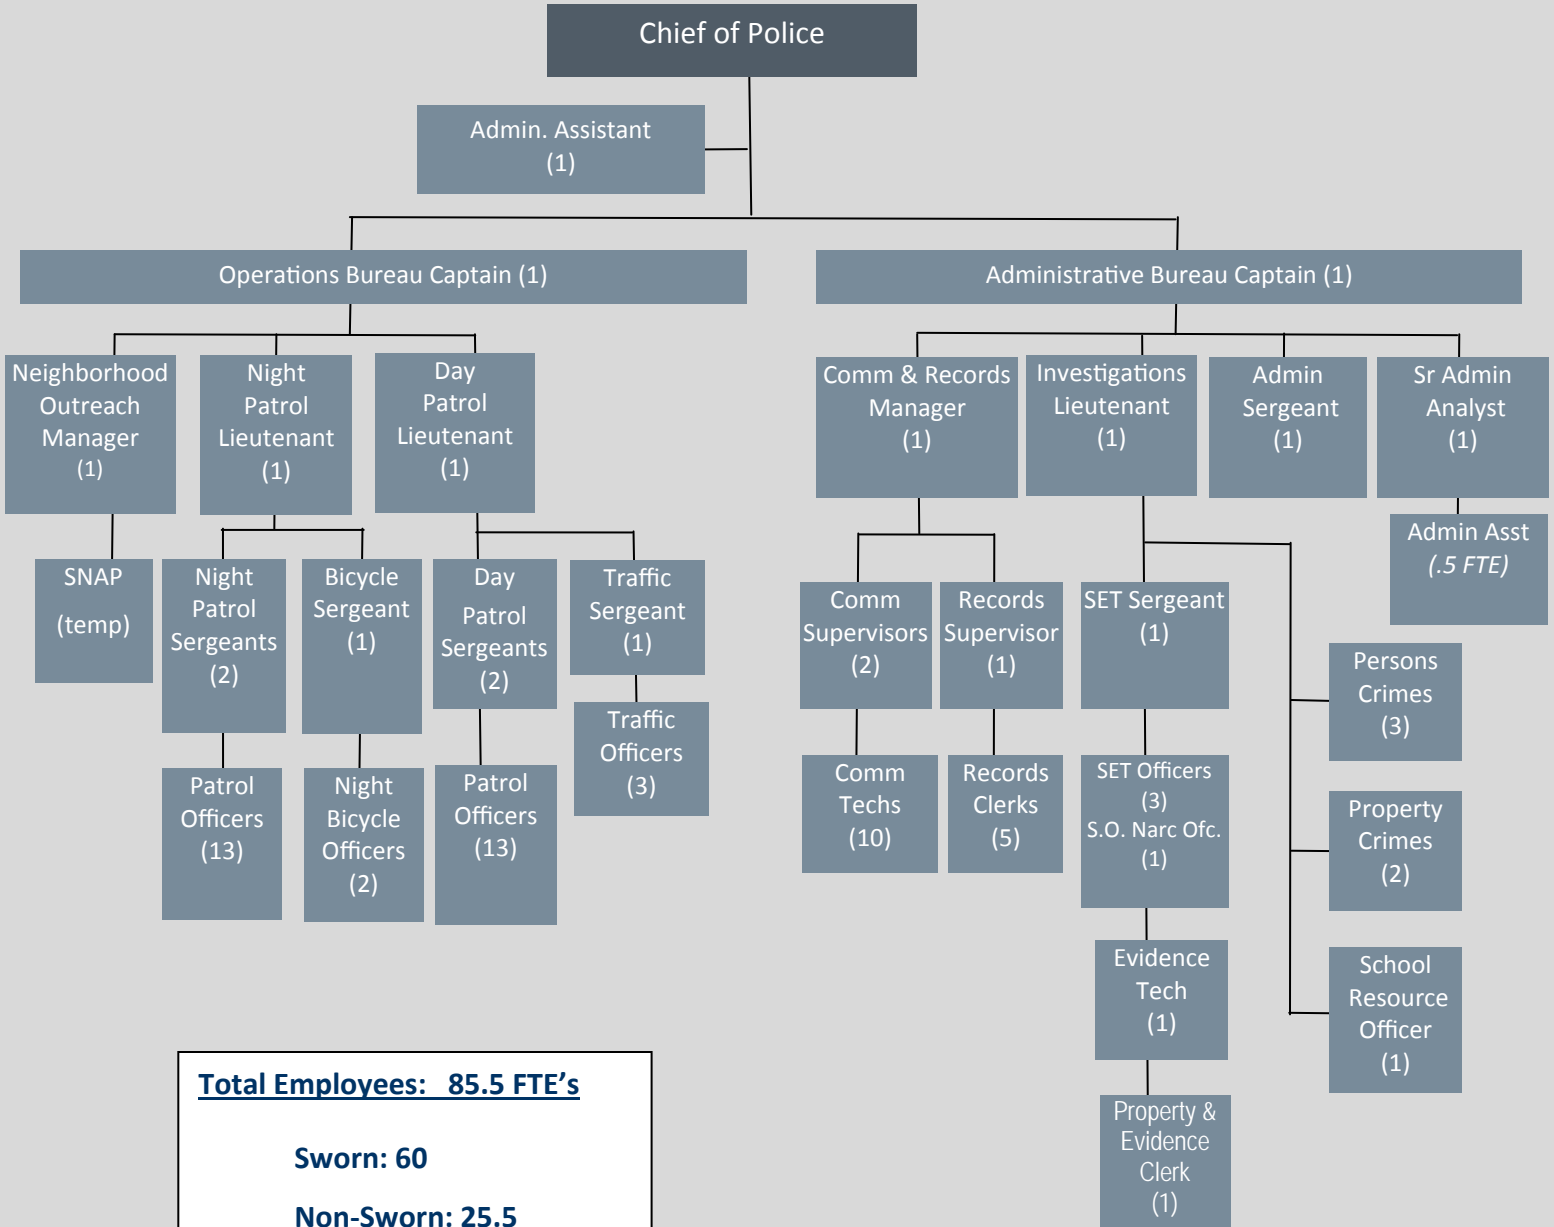 Chief of Police
Admin. Assistant
(1)
Operations Bureau Captain (1)
Administrative Bureau Captain (1)
Neighborhood
Outreach
Manager
(1)
Night
Patrol
Lieutenant
(1)
Day
Patrol
Lieutenant
(1)
Comm & Records
Manager
(1)
Investigations
Lieutenant
(1)
Admin
Sergeant
(1)
Sr Admin
Analyst
(1)
Admin Asst
(.5 FTE)
SNAP
(temp)
Night
Patrol
Sergeants
(2)
Bicycle
Sergeant
(1)
Day
Patrol
Sergeants
(2)
Traffic
Sergeant
(1)
Comm
Supervisors
(2)
Records
Supervisor
(1)
SET Sergeant
(1)
Persons
Crimes
(3)
Patrol
Officers
(13)
Night
Bicycle
Officers
(2)
Patrol
Officers
(13)
Traffic
Officers
(3)
Comm
Techs
(10)
Records
Clerks
(5)
SET Officers
(3)
S.O. Narc Ofc.
(1)
Property
Crimes
(2)
Evidence
Tech
(1)
School
Resource
Officer
(1)
Property &
Evidence
Clerk
(1)
Total Employees: 85.5 FTE's
Sworn: 60
Non-Sworn: 25.5